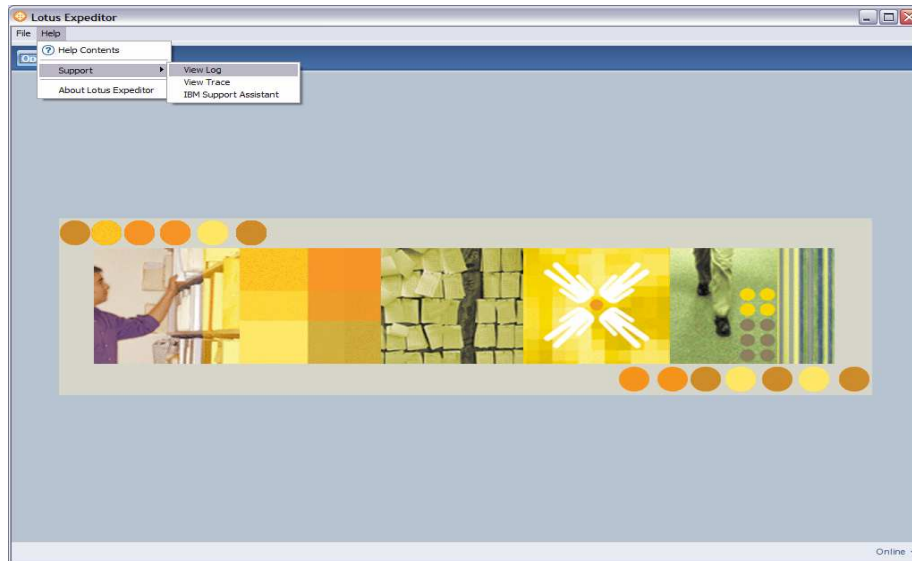 Lotus Expeditor
File Help
Help Contents
Support
View Log
View Trace
IBM Support Assistant
About Lotus Expeditor
Online